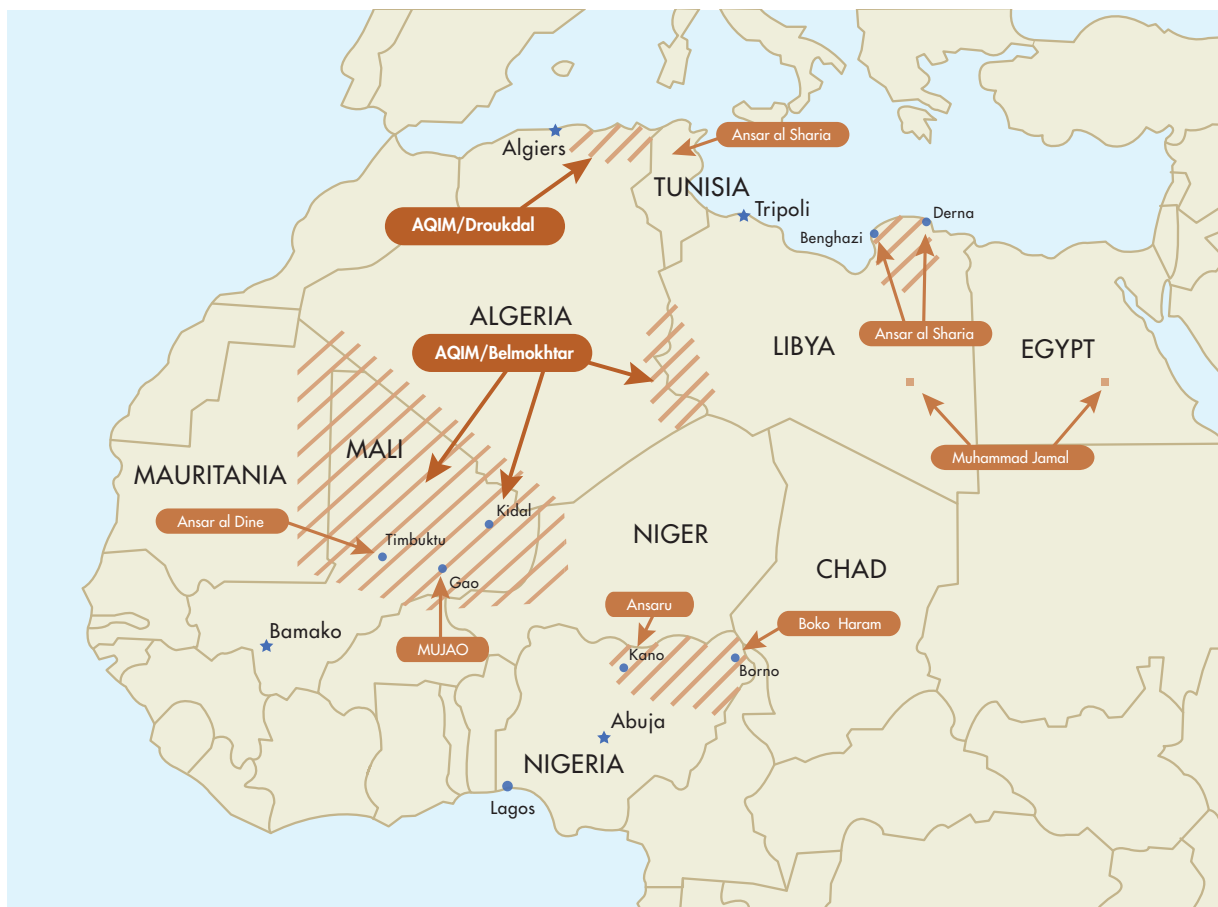 Ansar al Sharia
Algiers
TUNISIA
AQIM/Droukdal
Tripoli
Derna
Benghazi
ALGERIA
AQIM/Belmokhtar
LIBYA
Ansar al Sharia
EGYPT
MALI
Muhammad Jamal
MAURITANIA
Kidal
Ansar al Dine
Timbuktu
NIGER
Gao
CHAD
Ansaru
Boko Haram
Bamako
MUJAO
Kano
Borno
Abuja
NIGERIA
Lagos